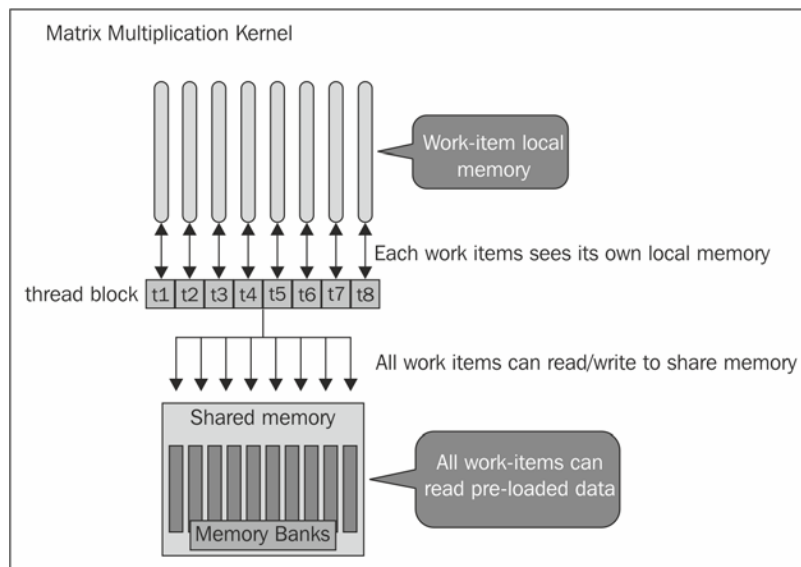 Matrix Multiplication Kernel
Work-item local
memory
Each work items sees its own local memory
thread block
t1 t2 t3 t4 t5 t6 t7 t8
All work items can read/write to share memory
Shared memory
All work-items can
read pre-loaded data
Memory Banks